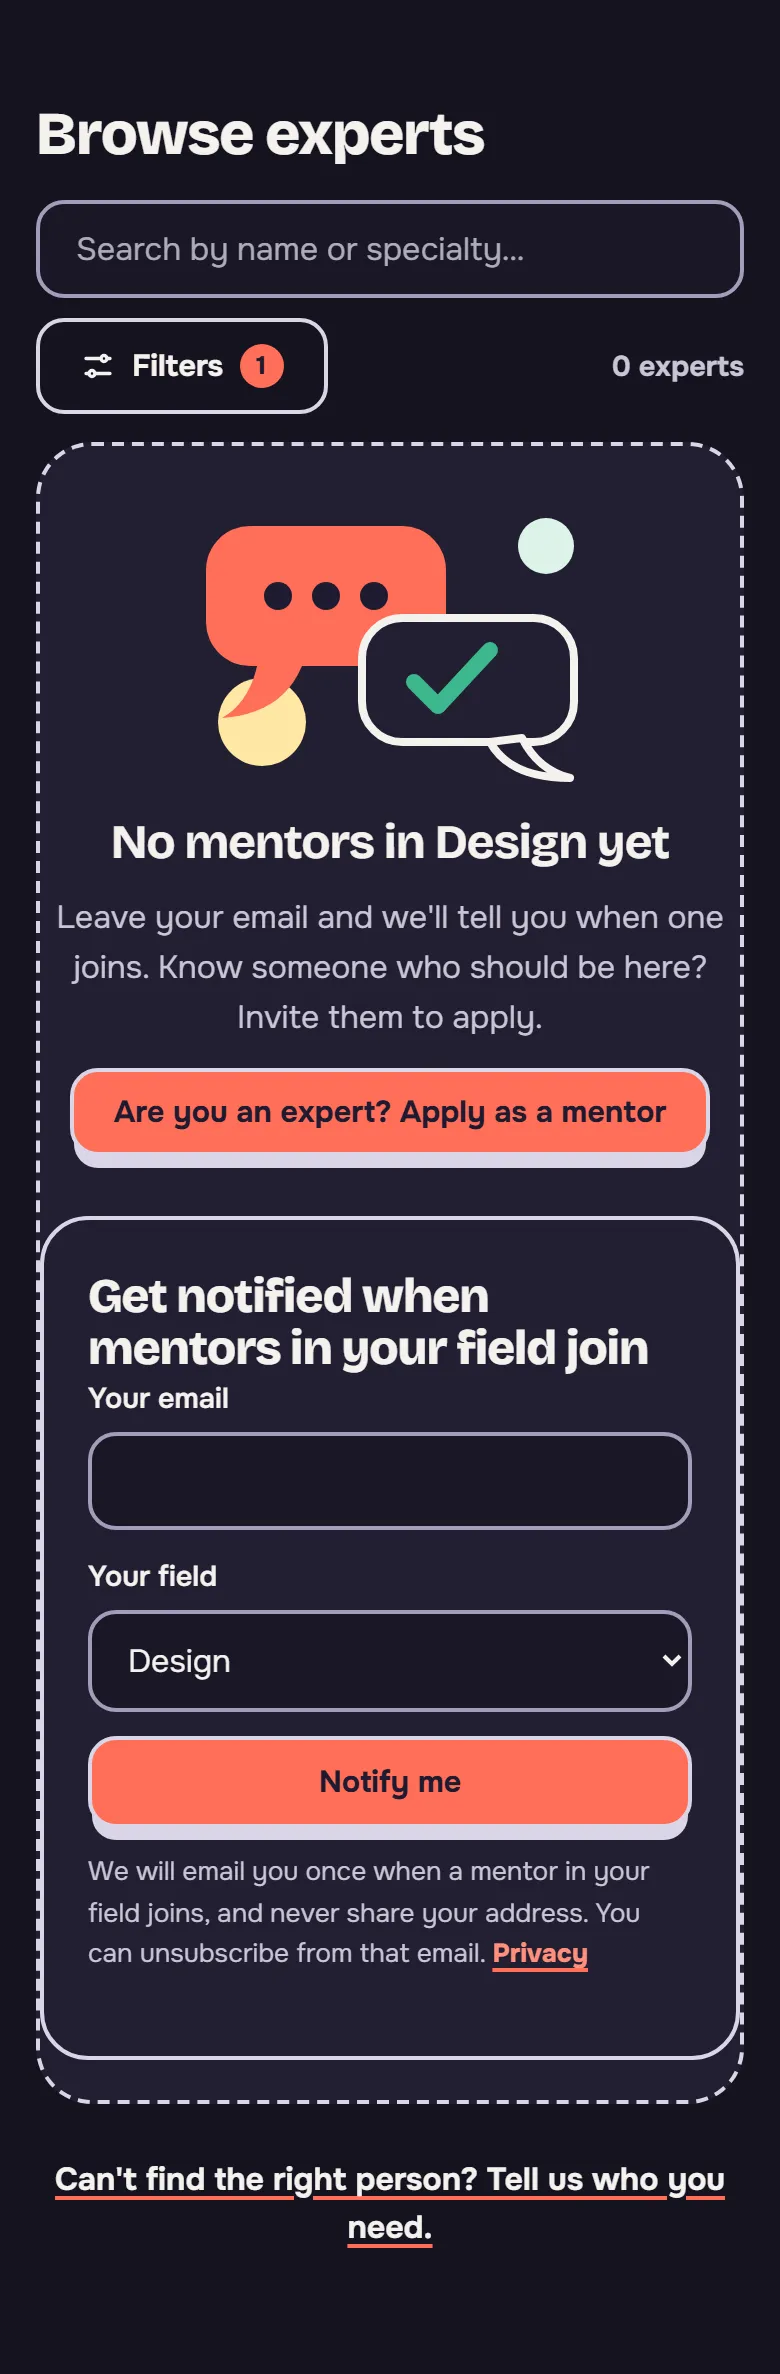 Browse experts
Search by name or specialty...
Filters 1
0 experts
No mentors in Design yet
Leave your email and we'll tell you when one
joins. Know someone who should be here?
Invite them to apply.
Are you an expert? Apply as a mentor
Get notified when
mentors in your field join
Your email
Your field
Design
Notify me
We will email you once when a mentor in your
field joins, and never share your address. You
can unsubscribe from that email. Privacy
Can't find the right person? Tell us who you
need.